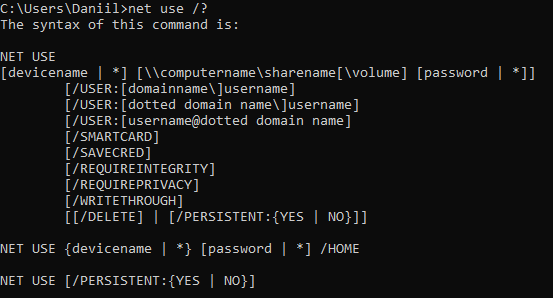 C:\Users\Daniil>net use /?
The syntax of this command is:
NET USE
[devicename | *] [\\computername\sharename[\volume] [password | *]]
[/USER:[domainname\]username]
[/USER:[dotted domain name\]username]
[/USER:[username@dotted domain name]
[/SMARTCARD]
[/SAVECRED]
[/REQUIREINTEGRITY]
[/REQUIREPRIVACY]
[/WRITETHROUGH]
[[/DELETE] | [/PERSISTENT:{YES | NO}]]
NET USE {devicename | *} [password | *] /HOME
NET USE [/PERSISTENT:{YES | NO}]